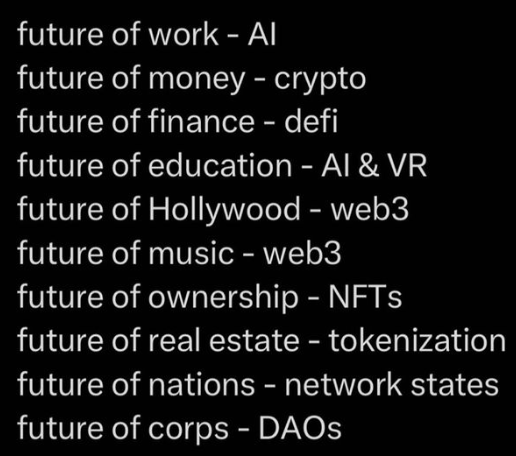 future of work - AI
future of money - crypto
future of finance - defi
future of education - AI & VR
future of Hollywood - web3
future of music - web3
future of ownership - NFTs
future of real estate - tokenization
future of nations - network states
future of corps - DAOs